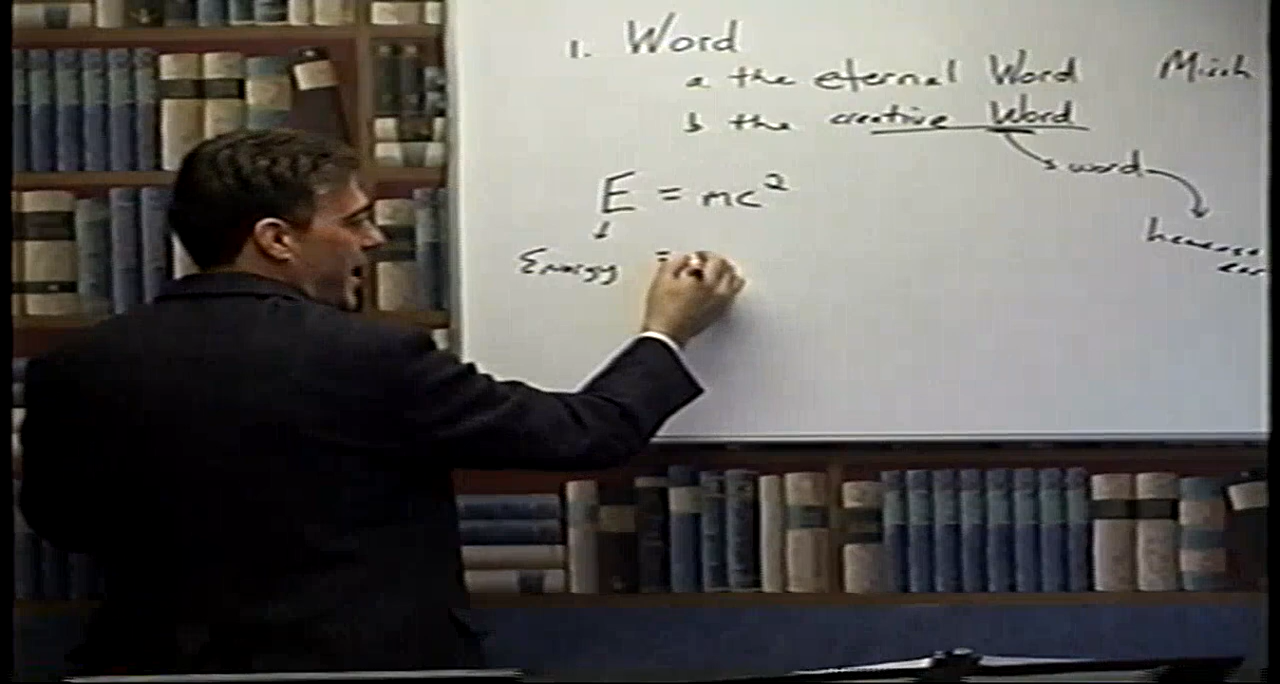 1. Word
a the eternal Word
b the creative Word
word
E = mc²
Energy =